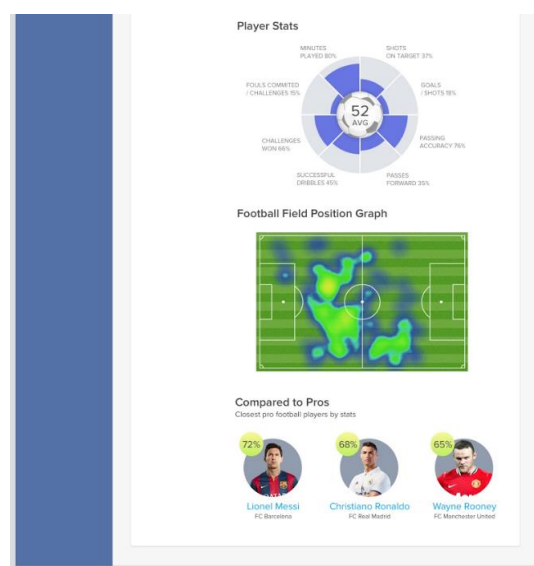 Player Stats
MINUTES
PLAYED 80%
SHOTS
ON TARGET 37%
FOULS COMMITED
/ CHALLENGES 15%
GOALS
/ SHOTS 18%
52
AVG
CHALLENGES
WON 66%
PASSING
ACCURACY 76%
SUCCESSFUL
DRIBBLES 45%
PASSES
FORWARD 35%
Football Field Position Graph
Compared to Pros
Closest pro football players by stats
72%
68%
65%
Lionel Messi
FC Barcelona
Christiano Ronaldo
FC Real Madrid
Wayne Rooney
FC Manchester United